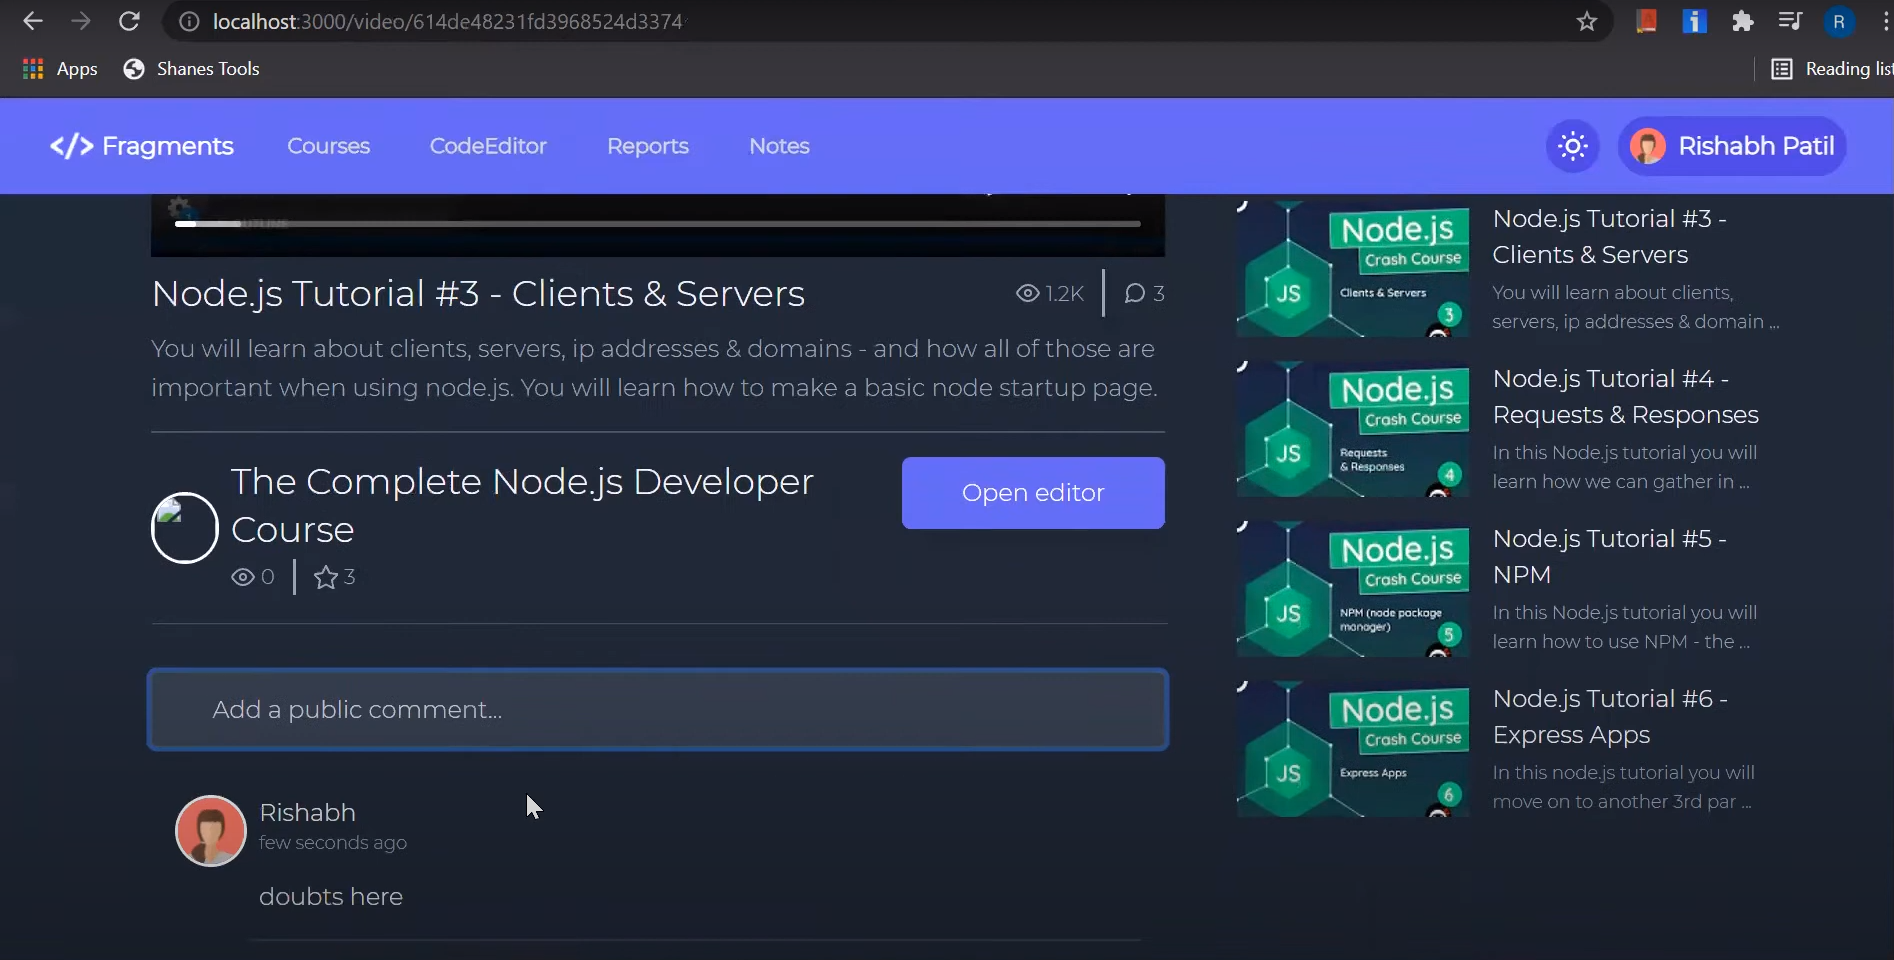 localhost:3000/video/614de48231fd3968524d3374
R
Apps
Shanes Tools
Reading list
</> Fragments
Courses
CodeEditor
Reports
Notes
Rishabh Patil
Node.js Tutorial #3 - Clients & Servers
1.2K
3
You will learn about clients, servers, ip addresses & domains - and how all of those are
important when using node.js. You will learn how to make a basic node startup page.
The Complete Node.js Developer
Course
0
3
Open editor
Add a public comment...
Rishabh
few seconds ago
doubts here
Node.js
Crash Course
JS
Clients & Servers
3
Node.js Tutorial #3 -
Clients & Servers
You will learn about clients,
servers, ip addresses & domain ...
Node.js
Crash Course
JS
Requests
& Responses
4
Node.js Tutorial #4 -
Requests & Responses
In this Node.js tutorial you will
learn how we can gather in ...
Node.js
Crash Course
JS
NPM (node package
manager)
5
Node.js Tutorial #5 -
NPM
In this Node.js tutorial you will
learn how to use NPM - the ...
Node.js
Crash Course
JS
Express Apps
6
Node.js Tutorial #6 -
Express Apps
In this node.js tutorial you will
move on to another 3rd par ...